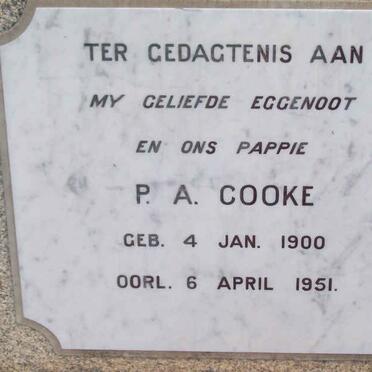 TER GEDAGTENIS AAN
MY GELIEFDE EGGENOOT
EN ONS PAPPIE
P. A. COOKE
GEB. 4 JAN. 1900
OORL. 6 APRIL 1951.